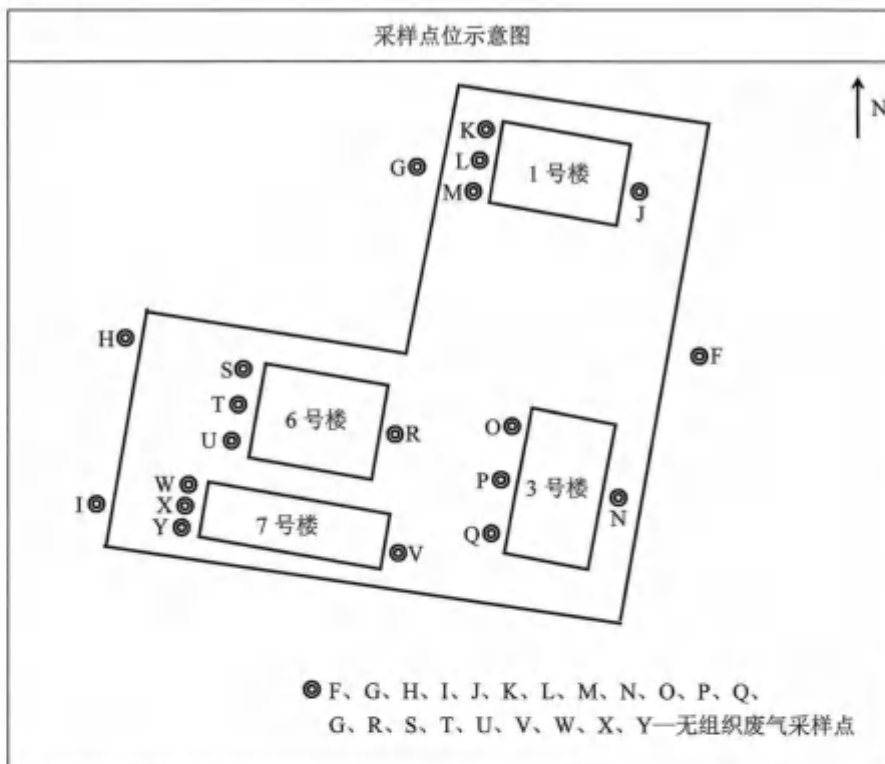 采样点位示意图
N
K
G
L
1 号楼
M
J
H
F
S
T
6 号楼
O
U
R
P
W
3 号楼
I
X
N
Y
7 号楼
Q
V
F、G、H、I、J、K、L、M、N、O、P、Q、
G、R、S、T、U、V、W、X、Y—无组织废气采样点